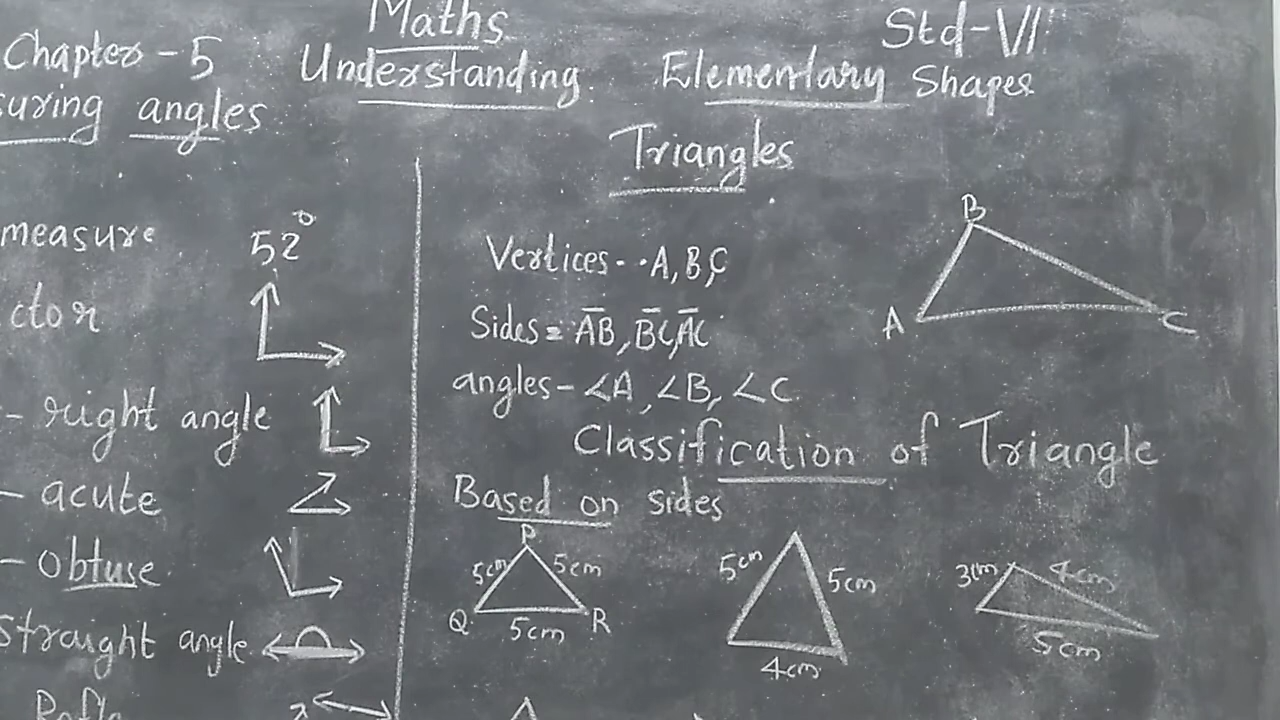 Maths Std-VI
Chapter-5 Understanding Elementary Shapes
suring angles
Triangles
measure 52°
ctor
- right angle
- acute
- obtuse
straight angle
Refle
B
A
C
Vertices - - A, B, C
Sides = AB, BC, AC
angles - ∠A, ∠B, ∠C
Classification of Triangle
Based on sides
P
5cm 5cm
Q R
5cm
5cm 5cm
4cm
3cm 4cm
5cm